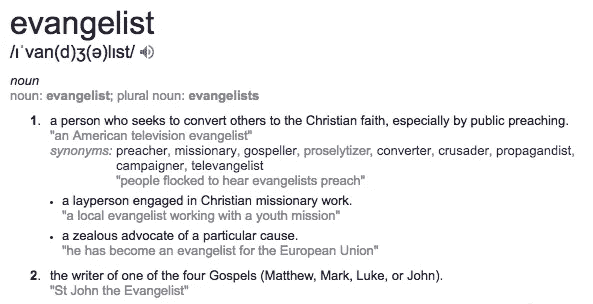 evangelist
/ɪˈvan(d)ʒ(ə)lɪst/
noun
noun: evangelist; plural noun: evangelists
1. a person who seeks to convert others to the Christian faith, especially by public preaching.
"an American television evangelist"
synonyms: preacher, missionary, gospeller, proselytizer, converter, crusader, propagandist,
campaigner, televangelist
"people flocked to hear evangelists preach"
• a layperson engaged in Christian missionary work.
"a local evangelist working with a youth mission"
• a zealous advocate of a particular cause.
"he has become an evangelist for the European Union"
2. the writer of one of the four Gospels (Matthew, Mark, Luke, or John).
"St John the Evangelist"